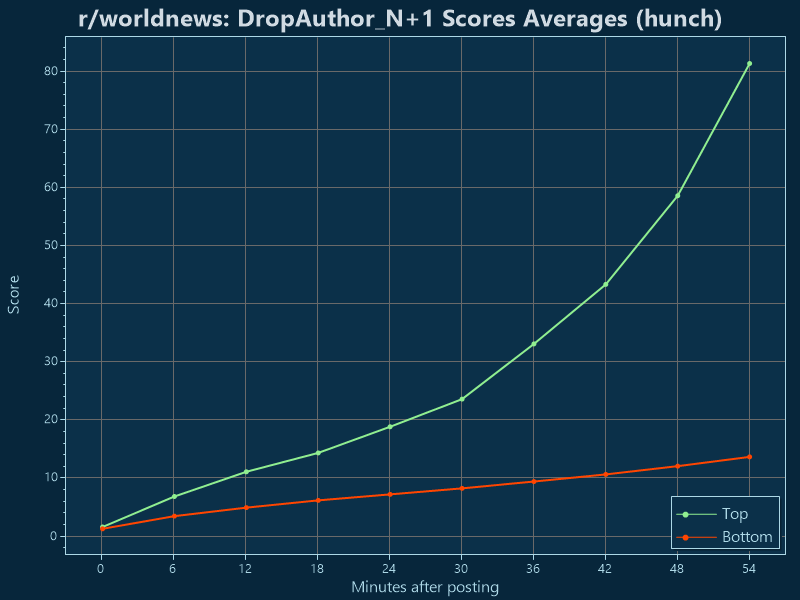 r/worldnews: DropAuthor_N+1 Scores Averages (hunch)
80
70
60
50
40
30
20
10
0
Score
Top
Bottom
0 6 12 18 24 30 36 42 48 54
Minutes after posting